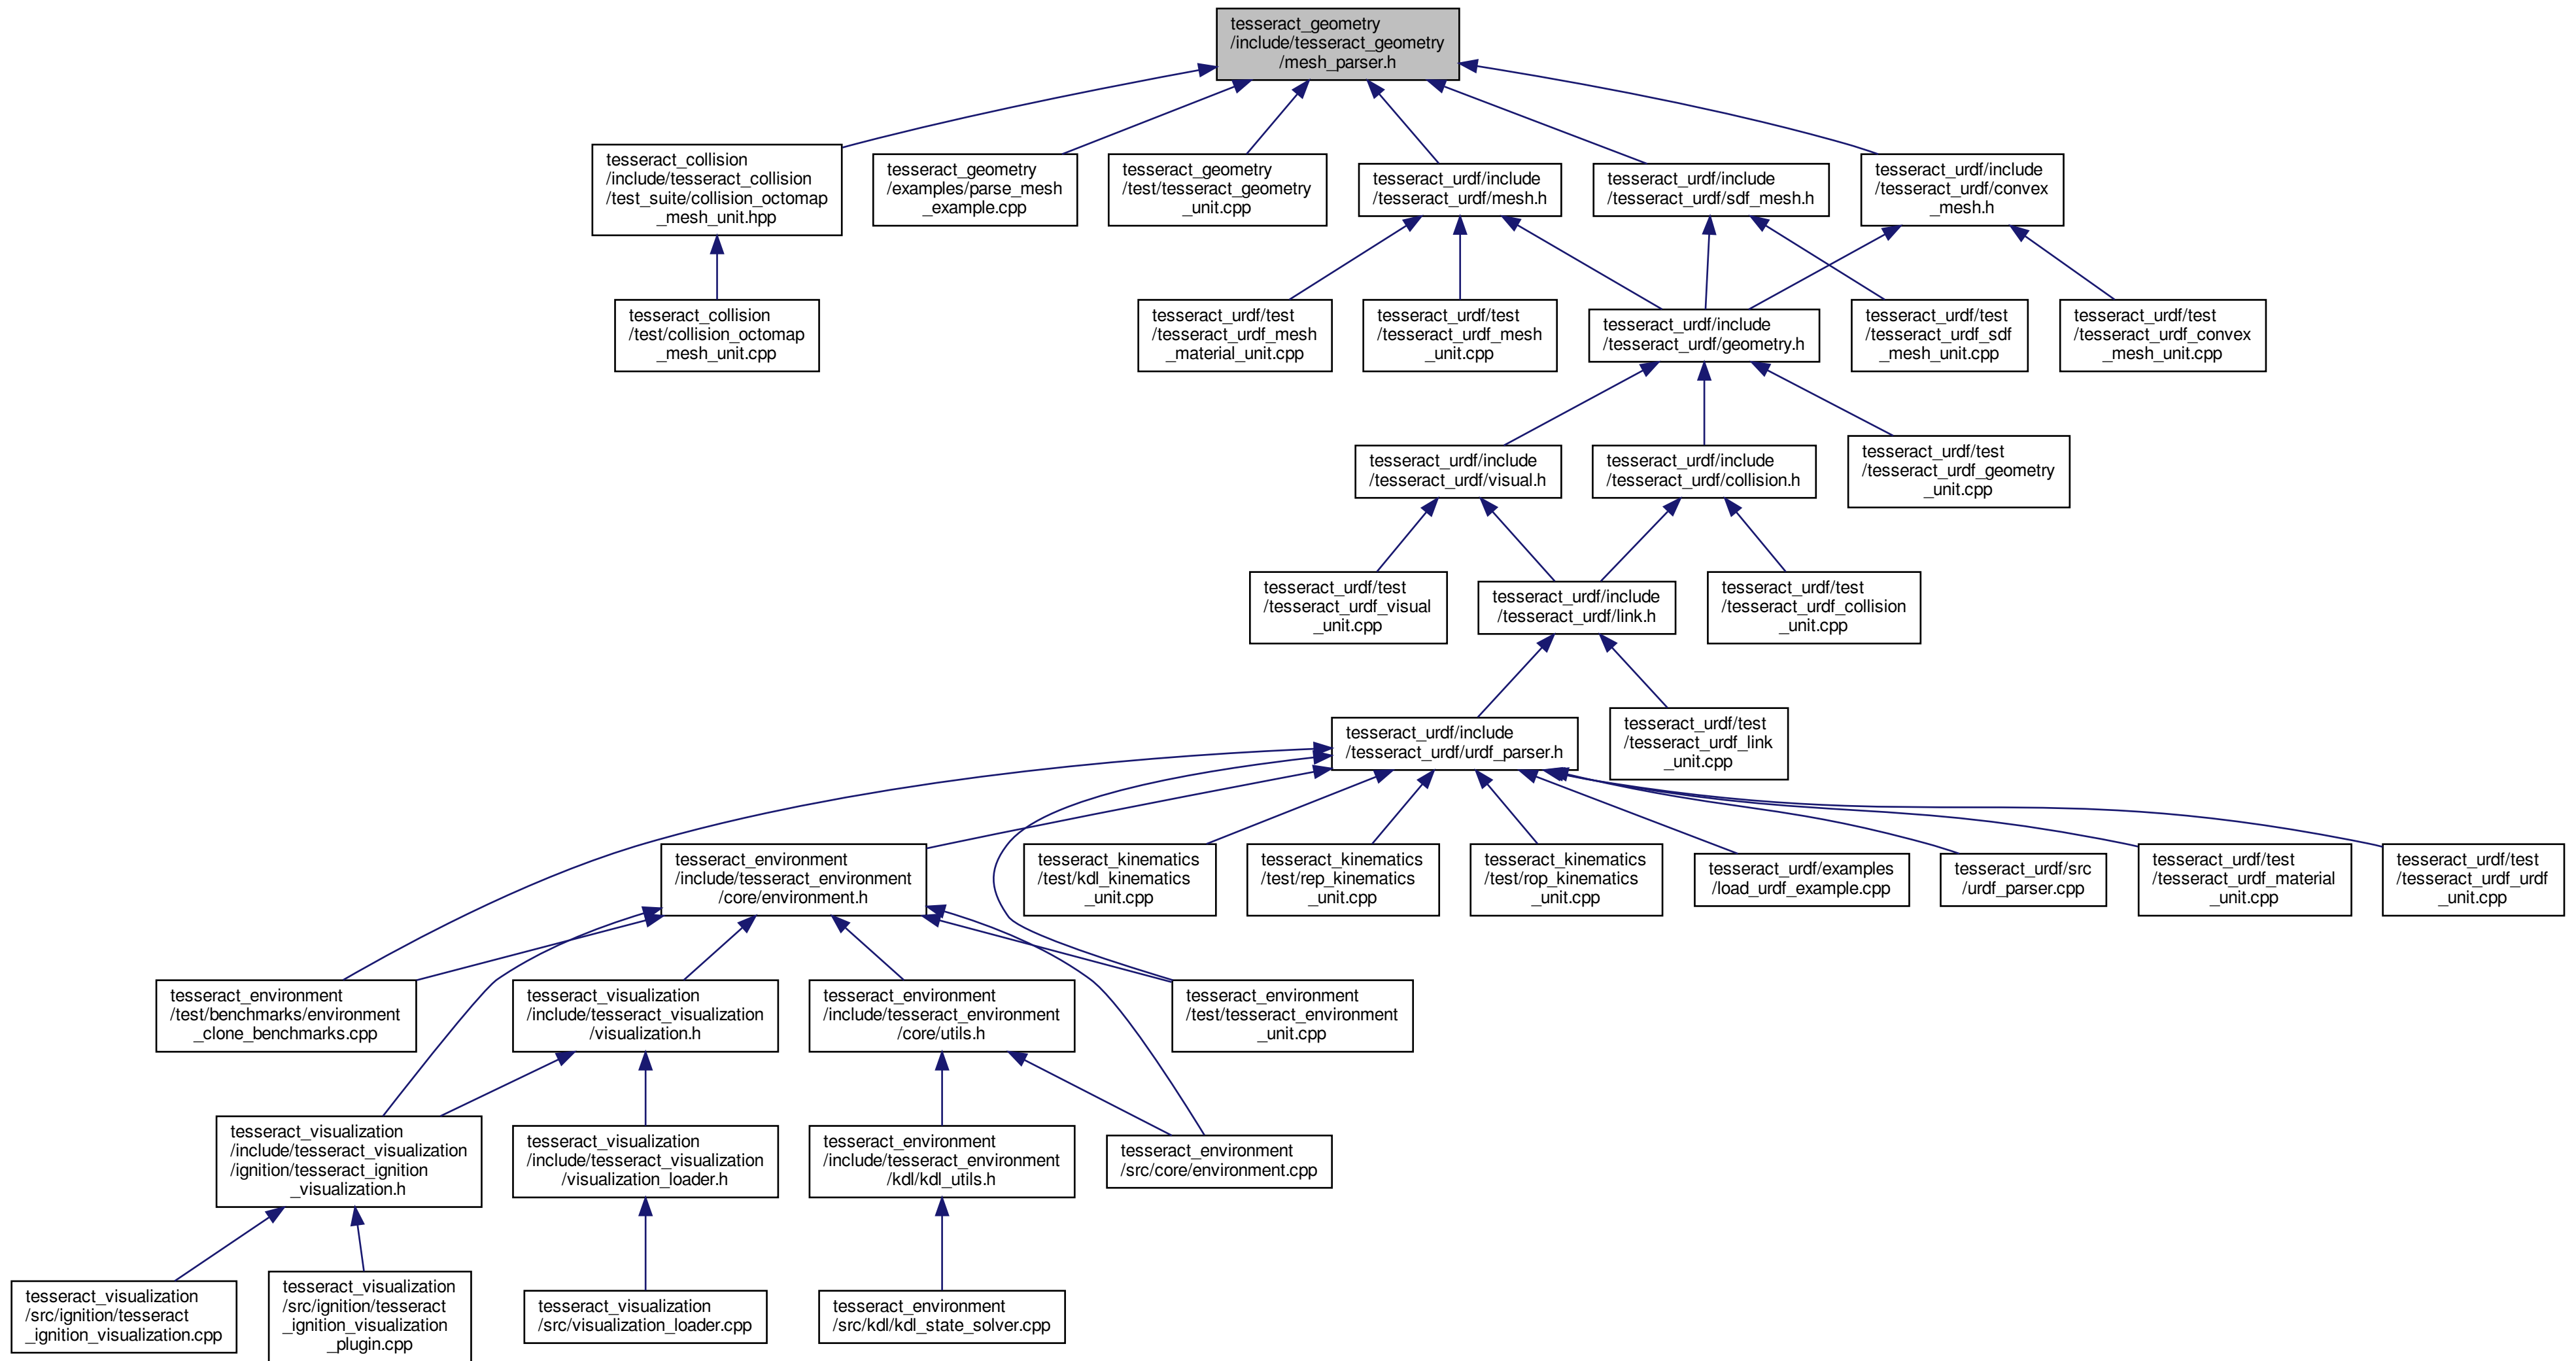 tesseract_geometry
/include/tesseract_geometry
/mesh_parser.h
tesseract_collision
/include/tesseract_collision
/test_suite/collision_octomap
_mesh_unit.hpp
tesseract_geometry
/examples/parse_mesh
_example.cpp
tesseract_geometry
/test/tesseract_geometry
_unit.cpp
tesseract_urdf/include
/tesseract_urdf/mesh.h
tesseract_urdf/include
/tesseract_urdf/sdf_mesh.h
tesseract_urdf/include
/tesseract_urdf/convex
_mesh.h
tesseract_collision
/test/collision_octomap
_mesh_unit.cpp
tesseract_urdf/test
/tesseract_urdf_mesh
_material_unit.cpp
tesseract_urdf/test
/tesseract_urdf_mesh
_unit.cpp
tesseract_urdf/include
/tesseract_urdf/geometry.h
tesseract_urdf/test
/tesseract_urdf_sdf
_mesh_unit.cpp
tesseract_urdf/test
/tesseract_urdf_convex
_mesh_unit.cpp
tesseract_urdf/include
/tesseract_urdf/visual.h
tesseract_urdf/include
/tesseract_urdf/collision.h
tesseract_urdf/test
/tesseract_urdf_geometry
_unit.cpp
tesseract_urdf/test
/tesseract_urdf_visual
_unit.cpp
tesseract_urdf/include
/tesseract_urdf/link.h
tesseract_urdf/test
/tesseract_urdf_collision
_unit.cpp
tesseract_urdf/include
/tesseract_urdf/urdf_parser.h
tesseract_urdf/test
/tesseract_urdf_link
_unit.cpp
tesseract_environment
/include/tesseract_environment
/core/environment.h
tesseract_kinematics
/test/kdl_kinematics
_unit.cpp
tesseract_kinematics
/test/rep_kinematics
_unit.cpp
tesseract_kinematics
/test/rop_kinematics
_unit.cpp
tesseract_urdf/examples
/load_urdf_example.cpp
tesseract_urdf/src
/urdf_parser.cpp
tesseract_urdf/test
/tesseract_urdf_material
_unit.cpp
tesseract_urdf/test
/tesseract_urdf_urdf
_unit.cpp
tesseract_environment
/test/benchmarks/environment
_clone_benchmarks.cpp
tesseract_visualization
/include/tesseract_visualization
/visualization.h
tesseract_environment
/include/tesseract_environment
/core/utils.h
tesseract_environment
/test/tesseract_environment
_unit.cpp
tesseract_visualization
/include/tesseract_visualization
/ignition/tesseract_ignition
_visualization.h
tesseract_visualization
/include/tesseract_visualization
/visualization_loader.h
tesseract_environment
/include/tesseract_environment
/kdl/kdl_utils.h
tesseract_environment
/src/core/environment.cpp
tesseract_visualization
/src/ignition/tesseract
_ignition_visualization.cpp
tesseract_visualization
/src/ignition/tesseract
_ignition_visualization
_plugin.cpp
tesseract_visualization
/src/visualization_loader.cpp
tesseract_environment
/src/kdl/kdl_state_solver.cpp